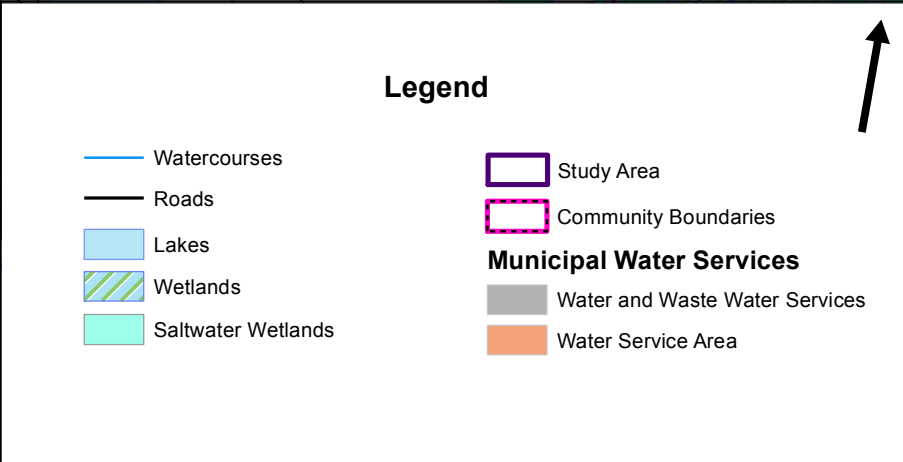 Legend
Watercourses
Roads
Lakes
Wetlands
Saltwater Wetlands
Study Area
Community Boundaries
Municipal Water Services
Water and Waste Water Services
Water Service Area